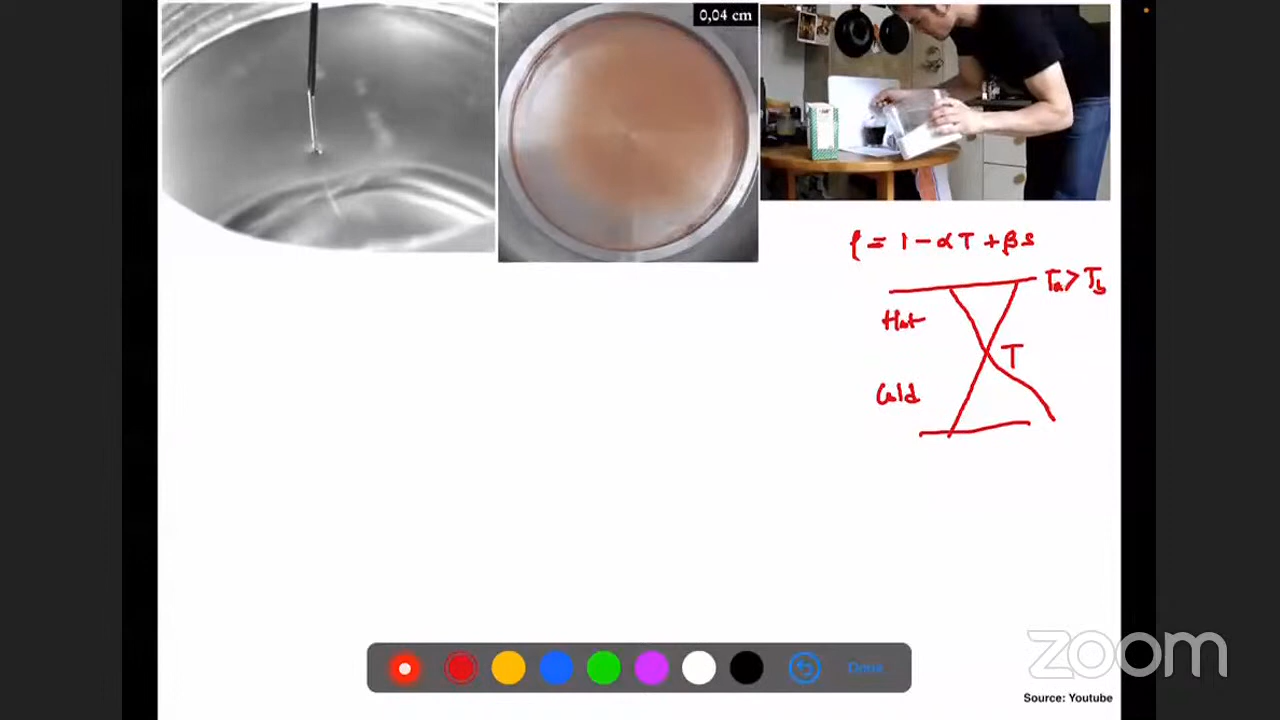 0,04 cm
ρ = 1 - αT + βs
Ta > Tb
Hot
T
Cold
Done
zoom
Source: Youtube